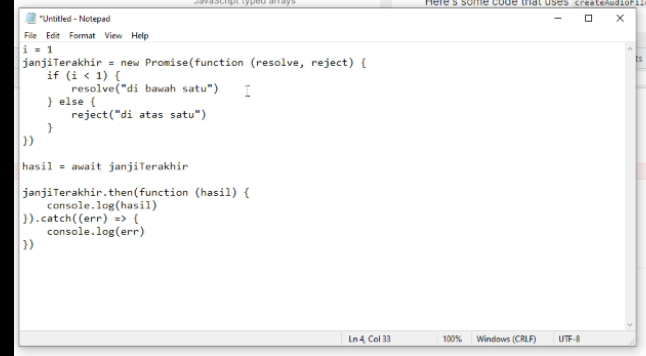 JavaScript typed arrays
Here's some code that uses createAudioFile
*Untitled - Notepad
File Edit Format View Help
i = 1
janjiTerakhir = new Promise(function (resolve, reject) {
    if (i < 1) {
        resolve("di bawah satu")
    } else {
        reject("di atas satu")
    }
})
hasil = await janjiTerakhir
janjiTerakhir.then(function (hasil) {
    console.log(hasil)
}).catch((err) => {
    console.log(err)
})
Ln 4, Col 33 100% Windows (CRLF) UTF-8